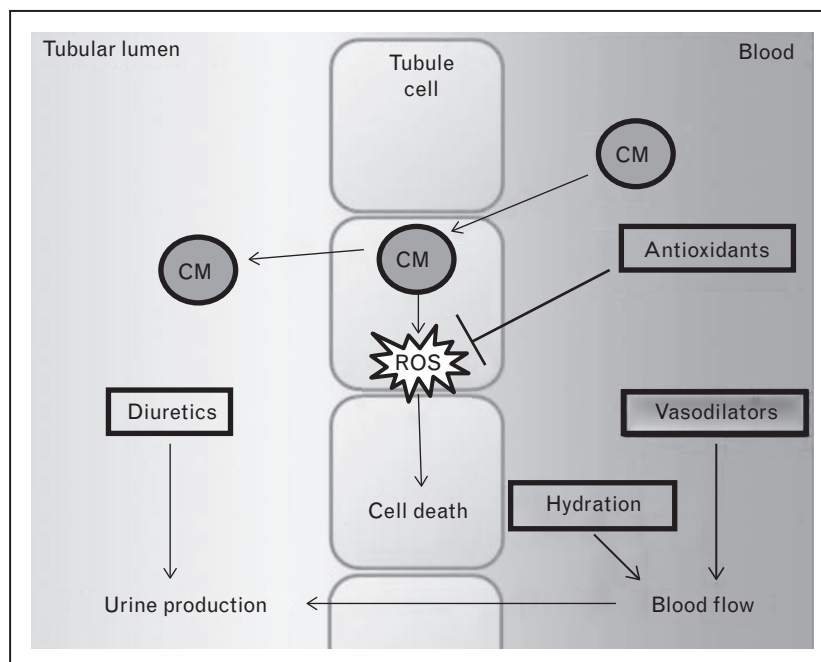 Tubular lumen
Tubule
cell
Blood
CM
CM
CM
Antioxidants
ROS
Diuretics
Vasodilators
Cell death
Hydration
Urine production
Blood flow